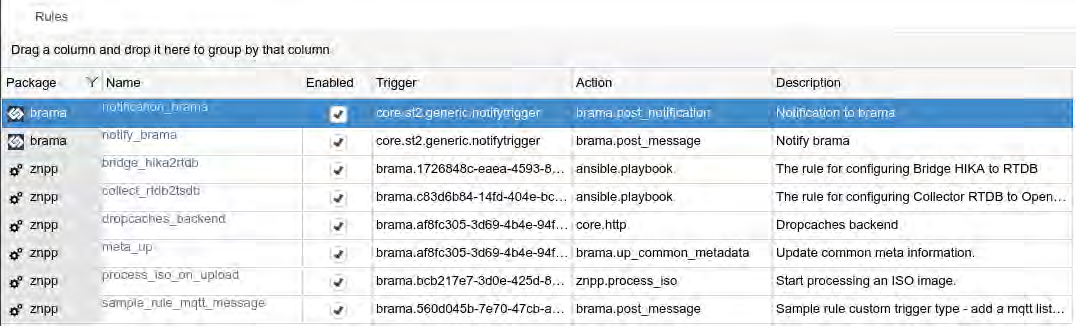 Rules
Drag a column and drop it here to group by that column
Package Name Enabled Trigger Action Description
brama notification_brama core.st2.generic.notifytrigger brama.post_notification Notification to brama
brama notify_brama core.st2.generic.notifytrigger brama.post_message Notify brama
znpp bridge_hika2rtdb brama.1726848c-eaea-4593-8... ansible.playbook The rule for configuring Bridge HIKA to RTDB
znpp collect_rtdb2tsdb brama.c83d6b84-14fd-404e-bc... ansible.playbook The rule for configuring Collector RTDB to Open...
znpp dropcaches_backend brama.af8fc305-3d69-4b4e-94f... core.http Dropcaches backend
znpp meta_up brama.af8fc305-3d69-4b4e-94f... brama.up_common_metadata Update common meta information.
znpp process_iso_on_upload brama.bcb217e7-3d0e-425d-8... znpp.process_iso Start processing an ISO image.
znpp sample_rule_mqtt_message brama.560d045b-7e70-47cb-a... brama.post_message Sample rule custom trigger type - add a mqtt list...